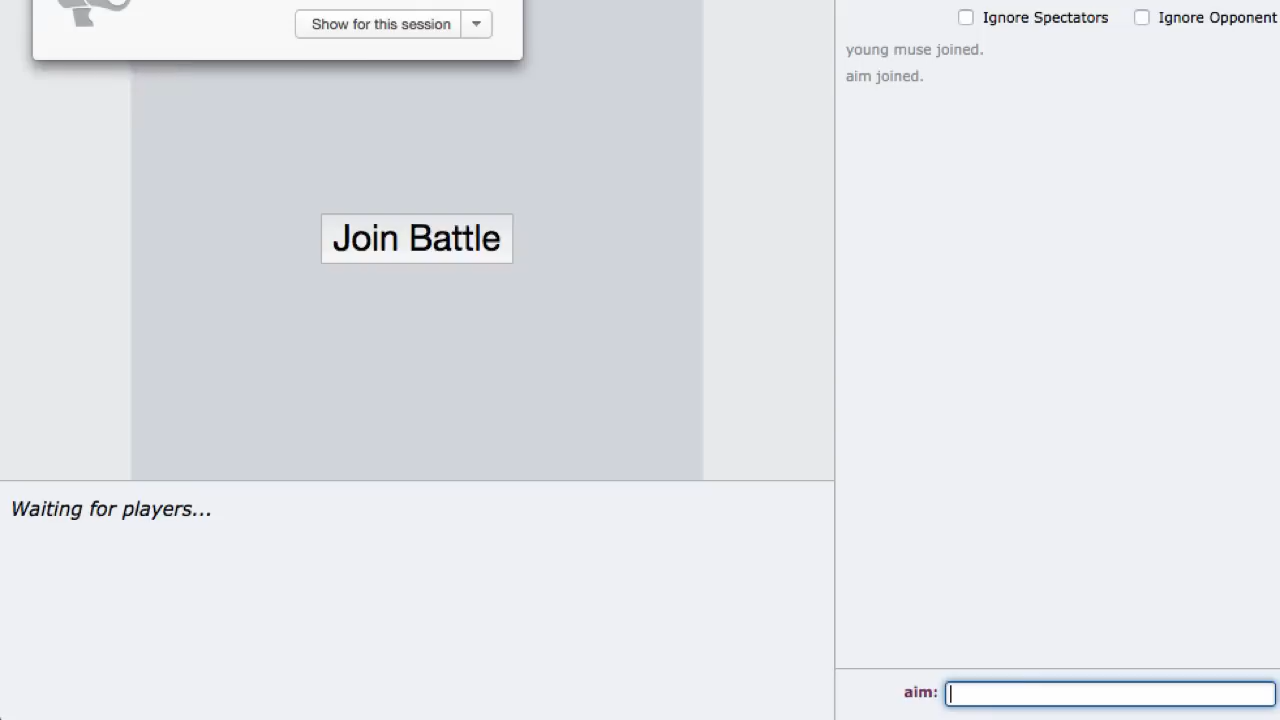 Show for this session
Ignore Spectators
Ignore Opponent
young muse joined.
aim joined.
Join Battle
Waiting for players...
aim: